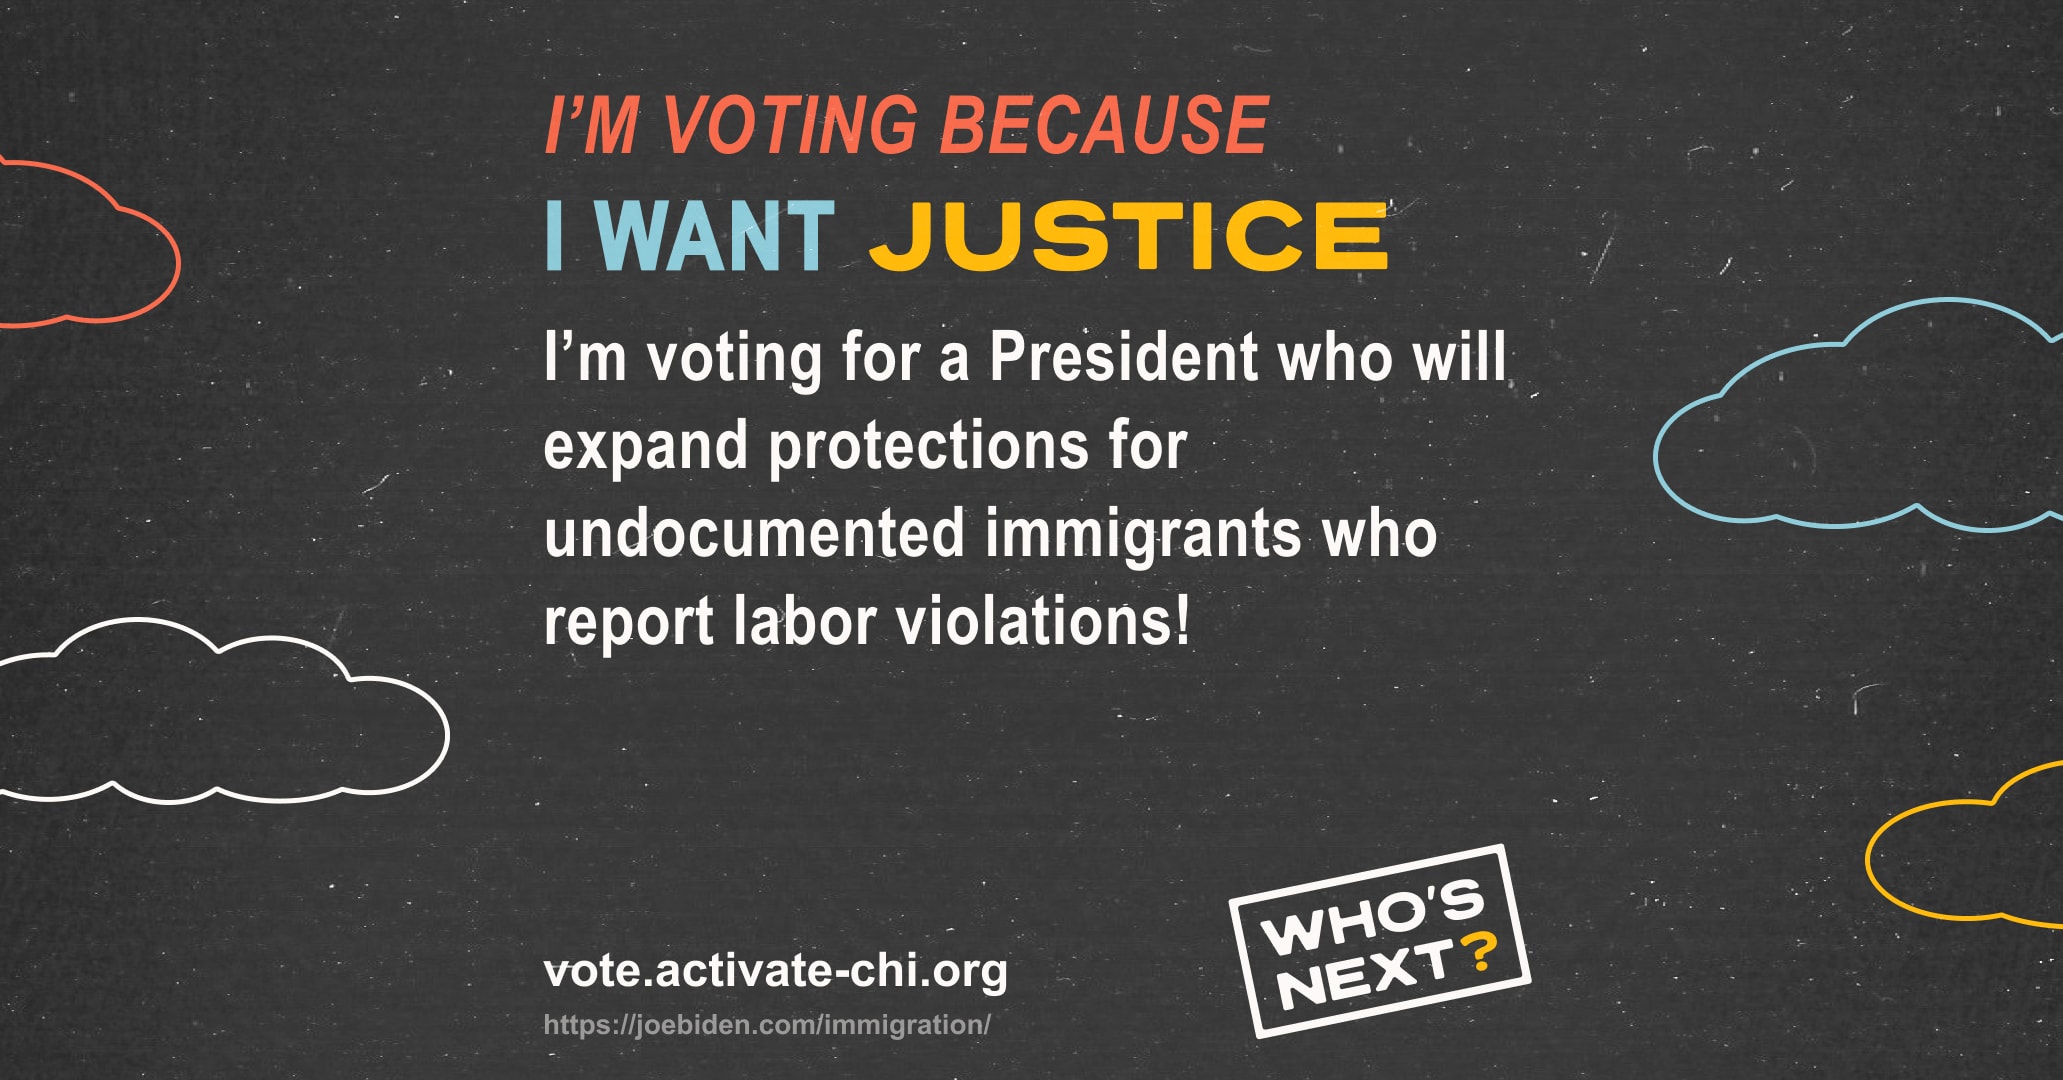 I’M VOTING BECAUSE
I WANT JUSTICE
I’m voting for a President who will
expand protections for
undocumented immigrants who
report labor violations!
WHO'S
NEXT?
vote.activate-chi.org
https://joebiden.com/immigration/